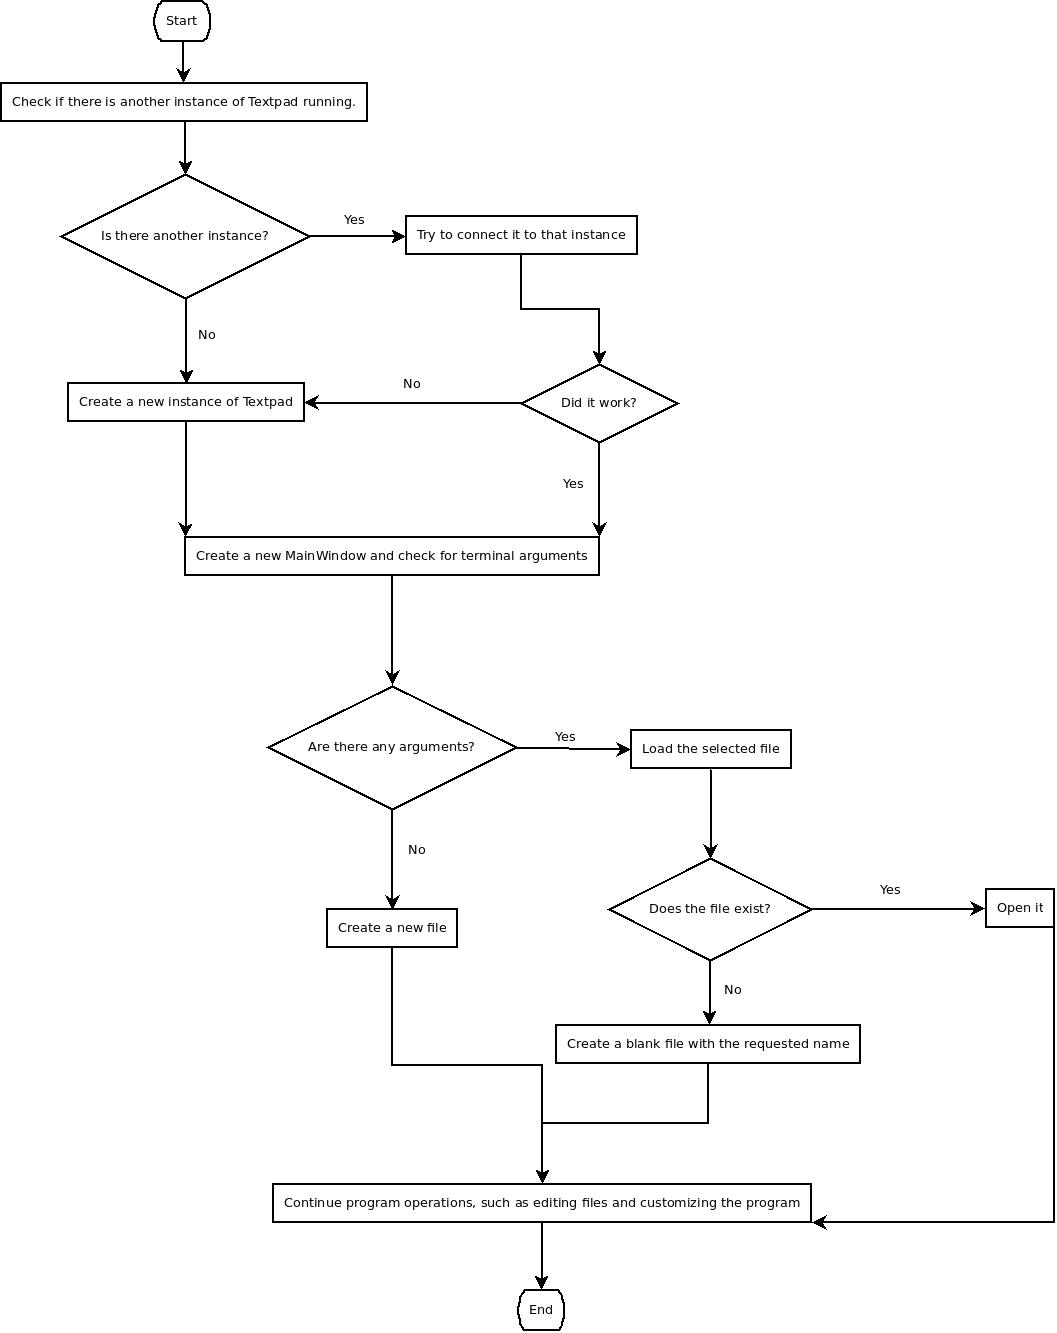 Start
Check if there is another instance of Textpad running.
Is there another instance?
Yes
Try to connect it to that instance
No
Create a new instance of Textpad
No
Did it work?
Yes
Create a new MainWindow and check for terminal arguments
Are there any arguments?
Yes
Load the selected file
No
Create a new file
Does the file exist?
Yes
Open it
No
Create a blank file with the requested name
Continue program operations, such as editing files and customizing the program
End